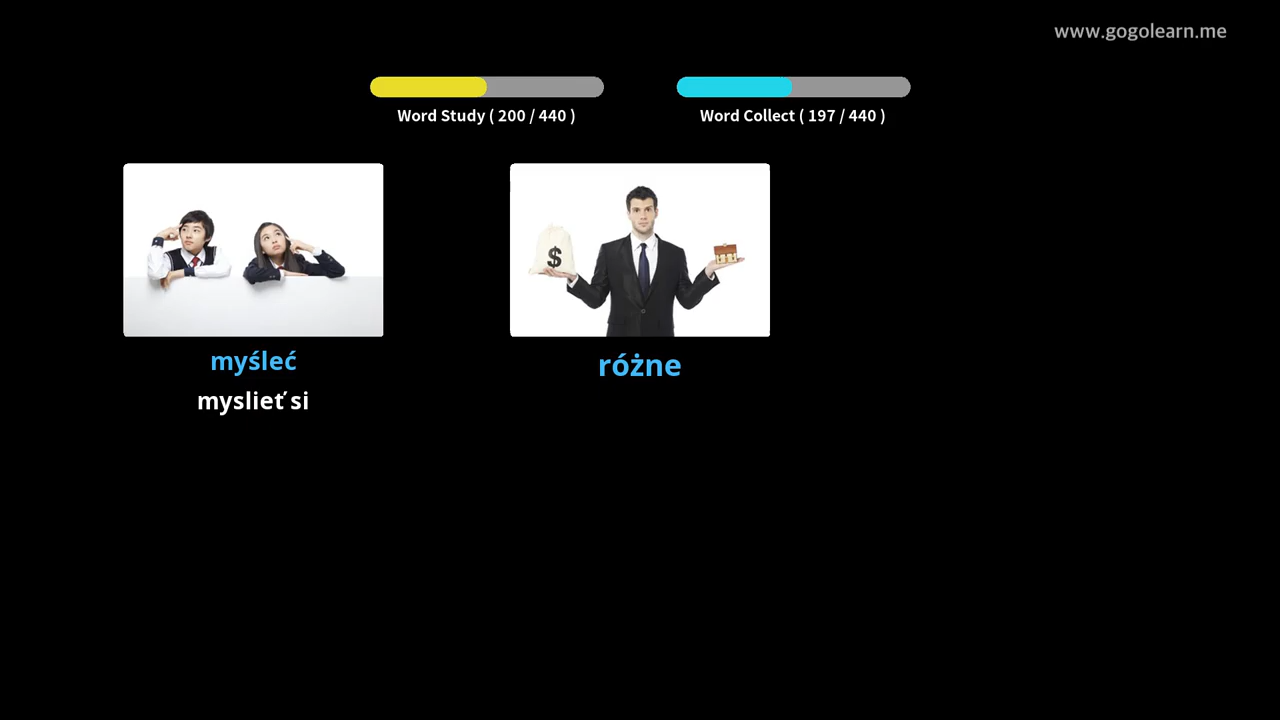 www.gogolearn.me
Word Study ( 200 / 440 )
Word Collect ( 197 / 440 )
$
myśleć
myslieť si
różne